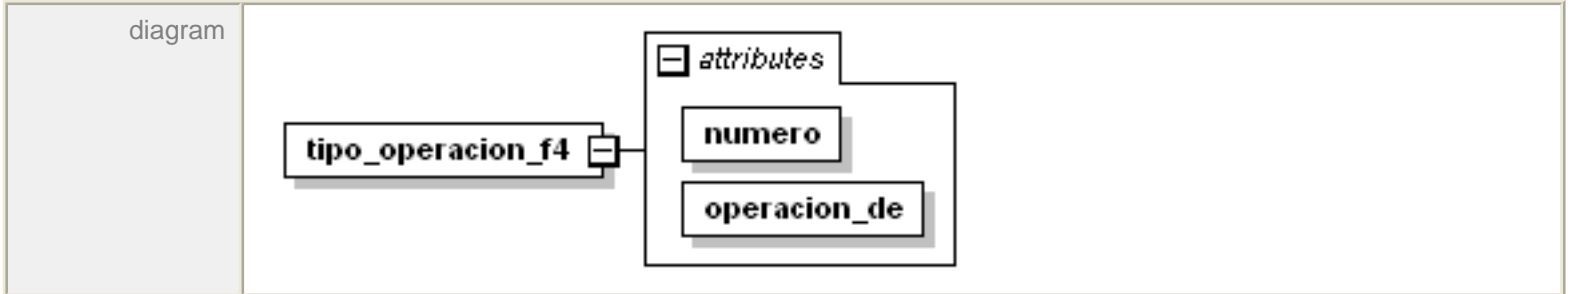 diagram
attributes
tipo_operacion_f4
numero
operacion_de